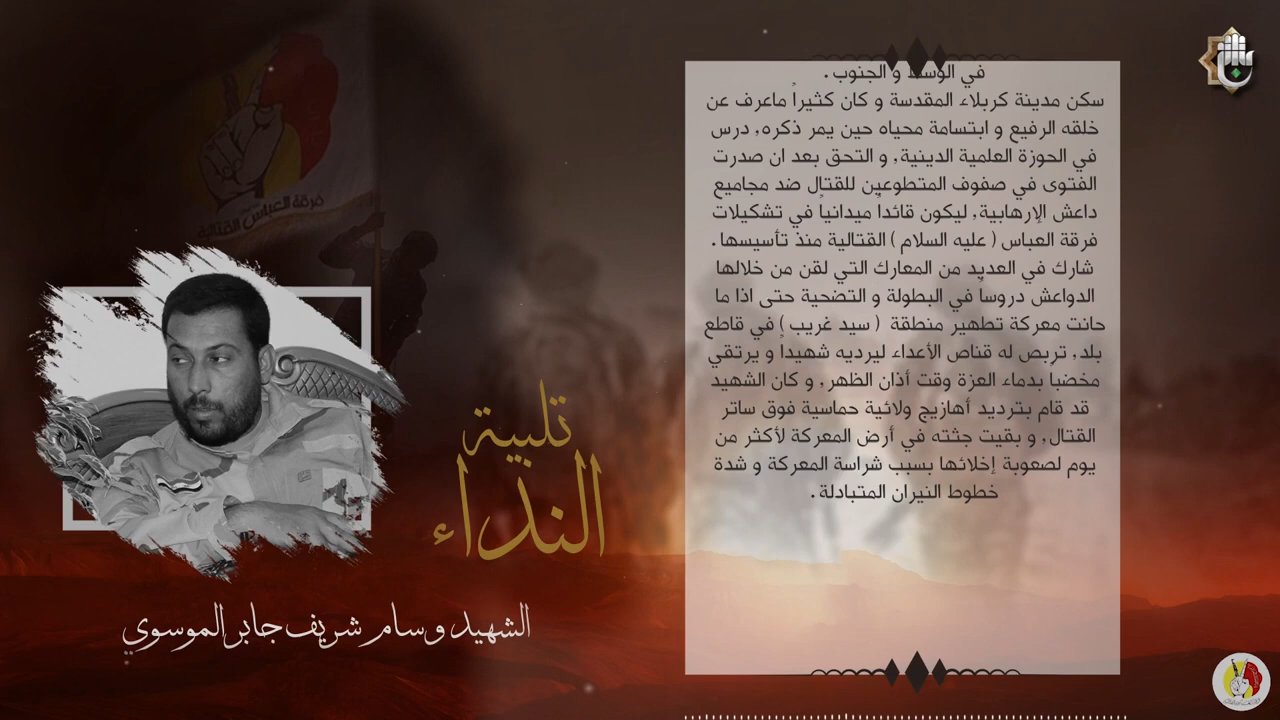 فرقة العباس القتالية
في الوسط و الجنوب .
سكن مدينة كربلاء المقدسة و كان كثيراً ماعرف عن
خلقه الرفيع و ابتسامة محياه حين يمر ذكره, درس
في الحوزة العلمية الدينية, و التحق بعد ان صدرت
الفتوى في صفوف المتطوعين للقتال ضد مجاميع
داعش الإرهابية, ليكون قائداً ميدانياً في تشكيلات
فرقة العباس ( عليه السلام ) القتالية منذ تأسيسها .
شارك في العديد من المعارك التي لقن من خلالها
الدواعش دروساً في البطولة و التضحية حتى اذا ما
حانت معركة تطهير منطقة ( سيد غريب ) في قاطع
بلد, تربص له قناص الأعداء ليرديه شهيداً و يرتقي
مخضبا بدماء العزة وقت أذان الظهر, و كان الشهيد
قد قام بترديد أهازيج ولائية حماسية فوق ساتر
القتال, و بقيت جثته في أرض المعركة لأكثر من
يوم لصعوبة إخلائها بسبب شراسة المعركة و شدة
خطوط النيران المتبادلة .
تلبية
النداء
الشهيد وسام شريف جابر الموسوي